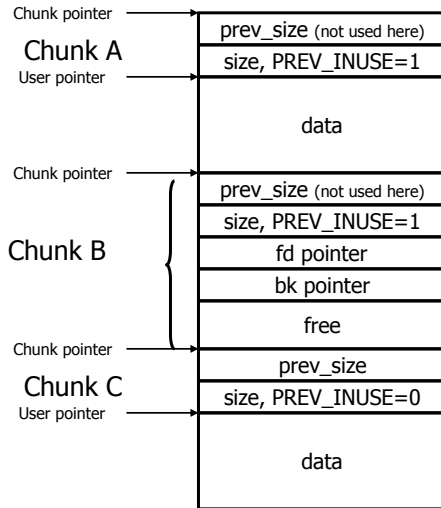 Chunk pointer
prev_size (not used here)
Chunk A
size, PREV_INUSE=1
User pointer
data
Chunk pointer
prev_size (not used here)
size, PREV_INUSE=1
Chunk B
fd pointer
bk pointer
free
Chunk pointer
prev_size
Chunk C
size, PREV_INUSE=0
User pointer
data